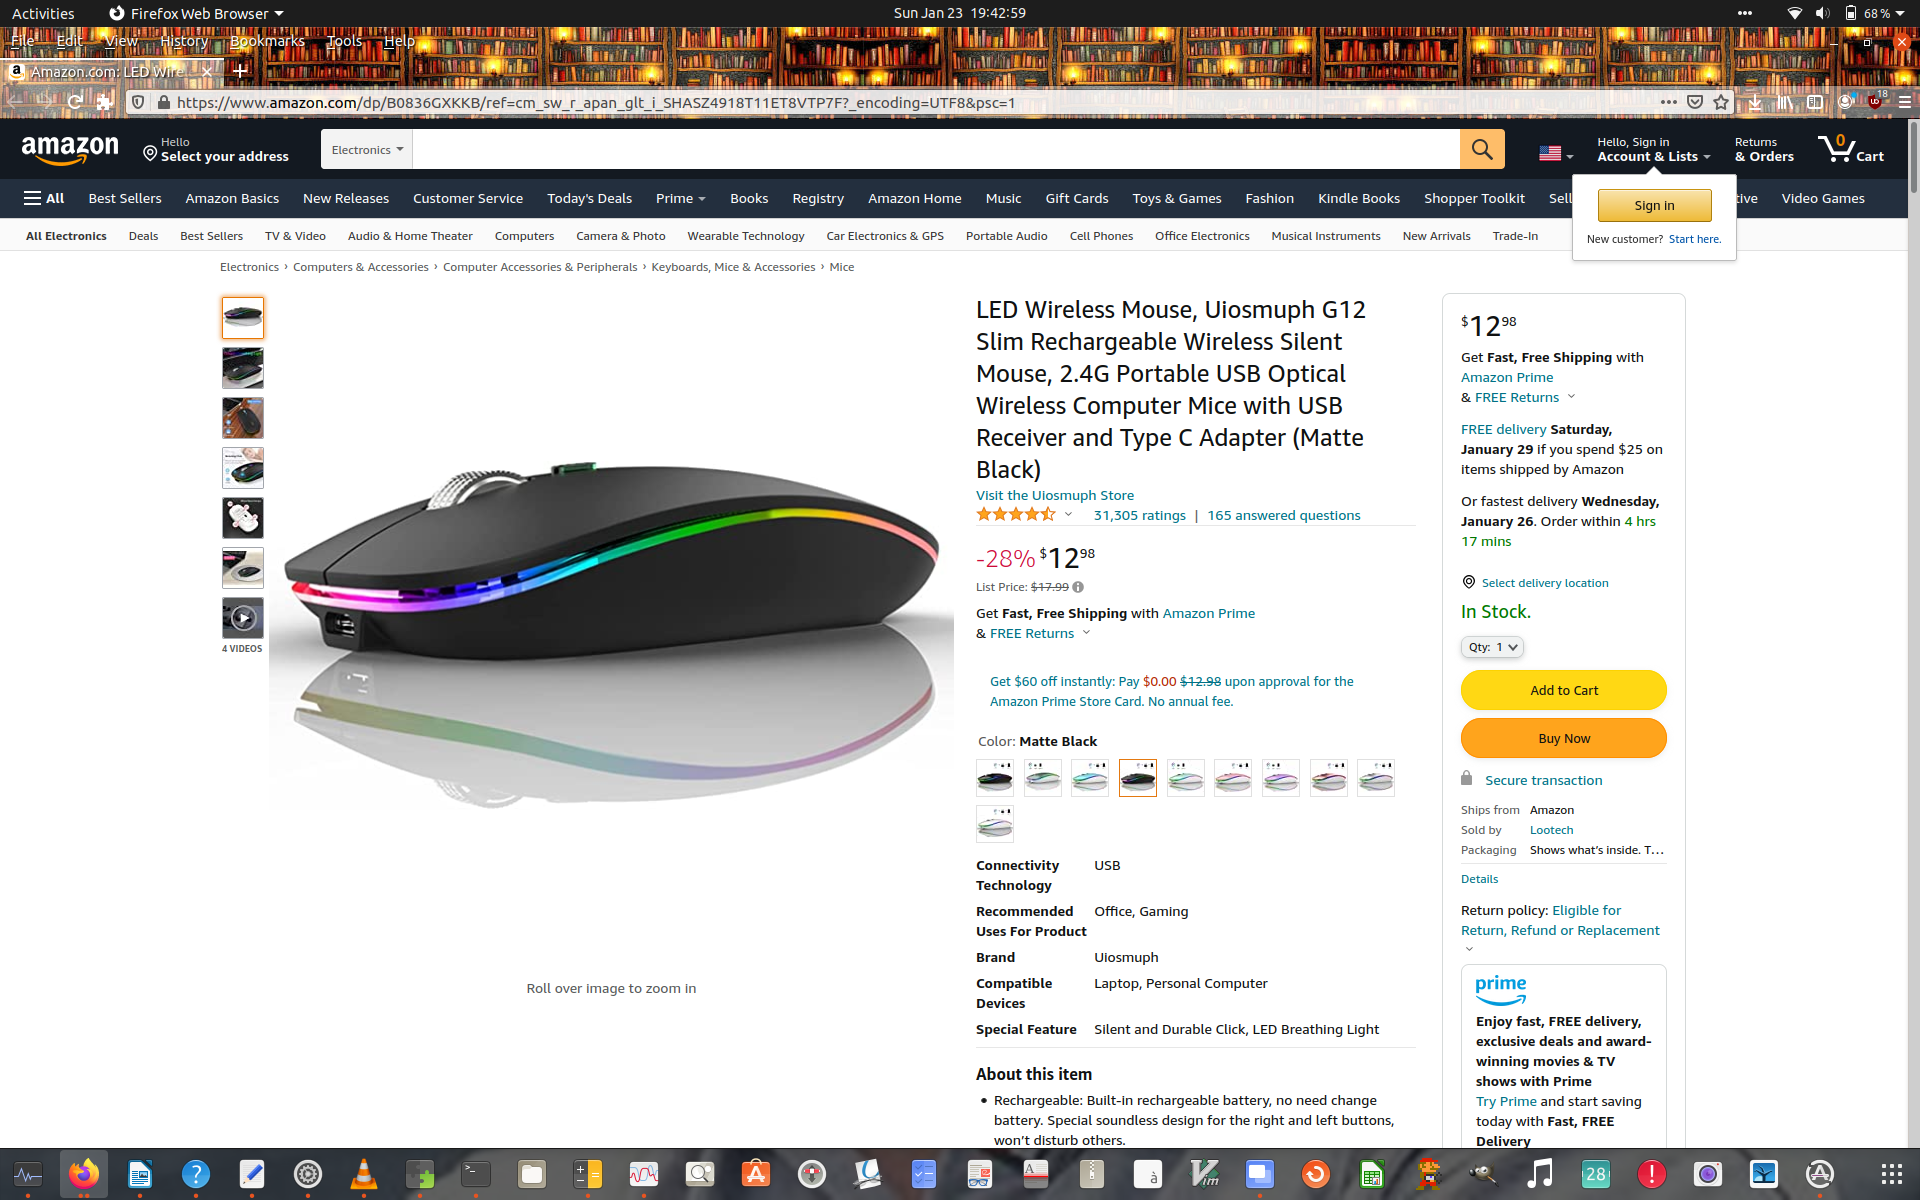 Activities
Firefox Web Browser
Sun Jan 23 19:42:59
68 %
File Edit View History Bookmarks Tools Help
Amazon.com: LED Wire
https://www.amazon.com/dp/B0836GXKKB/ref=cm_sw_r_apan_glt_i_SHASZ4918T11ET8VTP7F?_encoding=UTF8&psc=1
18
amazon
Hello
Select your address
Electronics
Hello, Sign in
Account & Lists
Returns
& Orders
0
Cart
All Best Sellers Amazon Basics New Releases Customer Service Today's Deals Prime Books Registry Amazon Home Music Gift Cards Toys & Games Fashion Kindle Books Shopper Toolkit Sell tive Video Games
Sign in
New customer? Start here.
All Electronics Deals Best Sellers TV & Video Audio & Home Theater Computers Camera & Photo Wearable Technology Car Electronics & GPS Portable Audio Cell Phones Office Electronics Musical Instruments New Arrivals Trade-In
Electronics › Computers & Accessories › Computer Accessories & Peripherals › Keyboards, Mice & Accessories › Mice
4 VIDEOS
Roll over image to zoom in
LED Wireless Mouse, Uiosmuph G12
Slim Rechargeable Wireless Silent
Mouse, 2.4G Portable USB Optical
Wireless Computer Mice with USB
Receiver and Type C Adapter (Matte
Black)
Visit the Uiosmuph Store
31,305 ratings | 165 answered questions
-28% $12 98
List Price: $17.99
Get Fast, Free Shipping with Amazon Prime
& FREE Returns
Get $60 off instantly: Pay $0.00 $12.98 upon approval for the
Amazon Prime Store Card. No annual fee.
Color: Matte Black
Connectivity Technology USB
Recommended Uses For Product Office, Gaming
Brand Uiosmuph
Compatible Devices Laptop, Personal Computer
Special Feature Silent and Durable Click, LED Breathing Light
About this item
• Rechargeable: Built-in rechargeable battery, no need change
battery. Special soundless design for the right and left buttons,
won't disturb others.
$12 98
Get Fast, Free Shipping with
Amazon Prime
& FREE Returns
FREE delivery Saturday,
January 29 if you spend $25 on
items shipped by Amazon
Or fastest delivery Wednesday,
January 26. Order within 4 hrs
17 mins
Select delivery location
In Stock.
Qty: 1
Add to Cart
Buy Now
Secure transaction
Ships from Amazon
Sold by Lootech
Packaging Shows what's inside. T…
Details
Return policy: Eligible for
Return, Refund or Replacement
prime
Enjoy fast, FREE delivery,
exclusive deals and award-
winning movies & TV
shows with Prime
Try Prime and start saving
today with Fast, FREE
Delivery
28